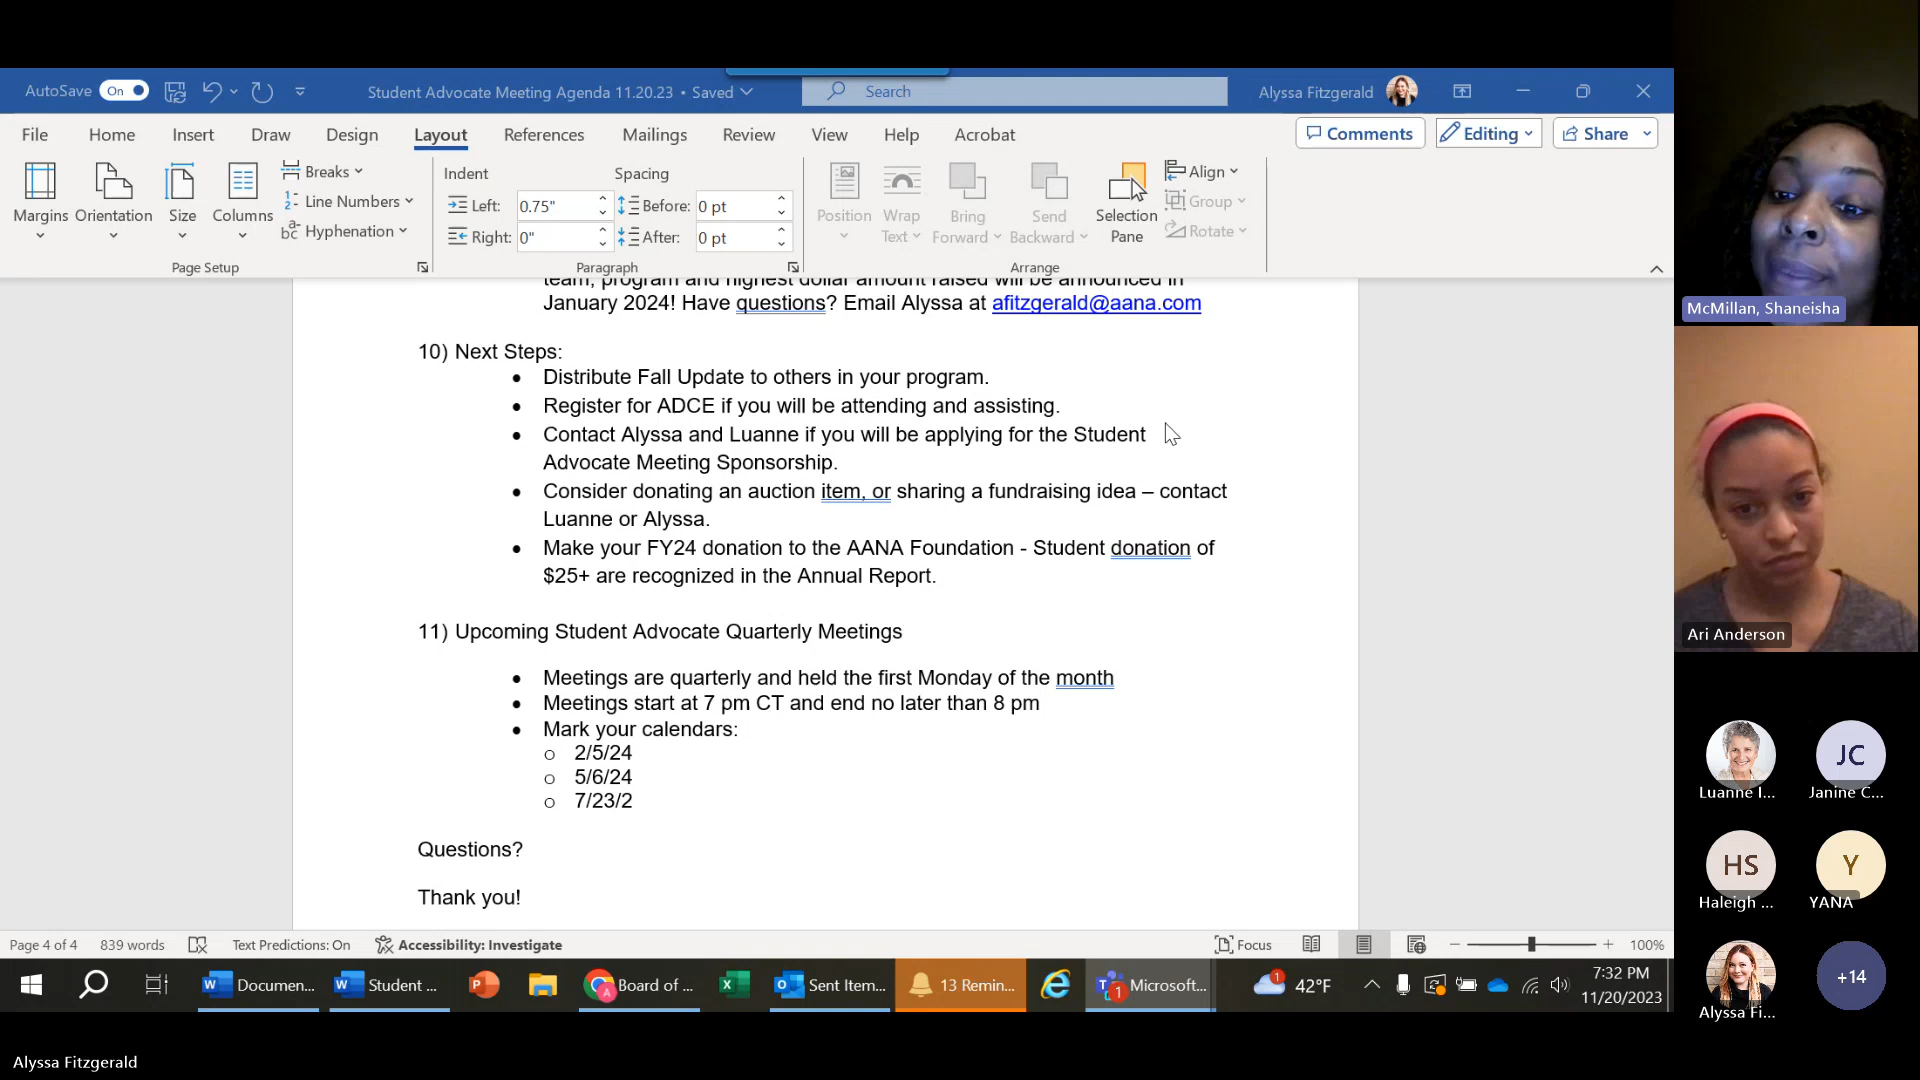 AutoSave On Student Advocate Meeting Agenda 11.20.23 • Saved Search Alyssa Fitzgerald
File Home Insert Draw Design Layout References Mailings Review View Help Acrobat Comments Editing Share
Margins Orientation Size Columns
Breaks
Line Numbers
Hyphenation
Page Setup
Indent Spacing
Left: 0.75" Before: 0 pt
Right: 0" After: 0 pt
Paragraph
Position Wrap Text Bring Forward Send Backward Selection Pane
Align
Group
Rotate
Arrange
team, program and highest dollar amount raised will be announced in
January 2024! Have questions? Email Alyssa at afitzgerald@aana.com
10) Next Steps:
• Distribute Fall Update to others in your program.
• Register for ADCE if you will be attending and assisting.
• Contact Alyssa and Luanne if you will be applying for the Student
Advocate Meeting Sponsorship.
• Consider donating an auction item, or sharing a fundraising idea – contact
Luanne or Alyssa.
• Make your FY24 donation to the AANA Foundation - Student donation of
$25+ are recognized in the Annual Report.
11) Upcoming Student Advocate Quarterly Meetings
• Meetings are quarterly and held the first Monday of the month
• Meetings start at 7 pm CT and end no later than 8 pm
• Mark your calendars:
o 2/5/24
o 5/6/24
o 7/23/2
Questions?
Thank you!
Page 4 of 4 839 words Text Predictions: On Accessibility: Investigate Focus 100%
Documen... Student ... Board of ... Sent Item... 13 Remin... Microsoft... 42°F 7:32 PM
11/20/2023
Alyssa Fitzgerald
McMillan, Shaneisha
Ari Anderson
JC
Luanne I... Janine C...
HS Y
Haleigh ... YANA
+14
Alyssa Fi...